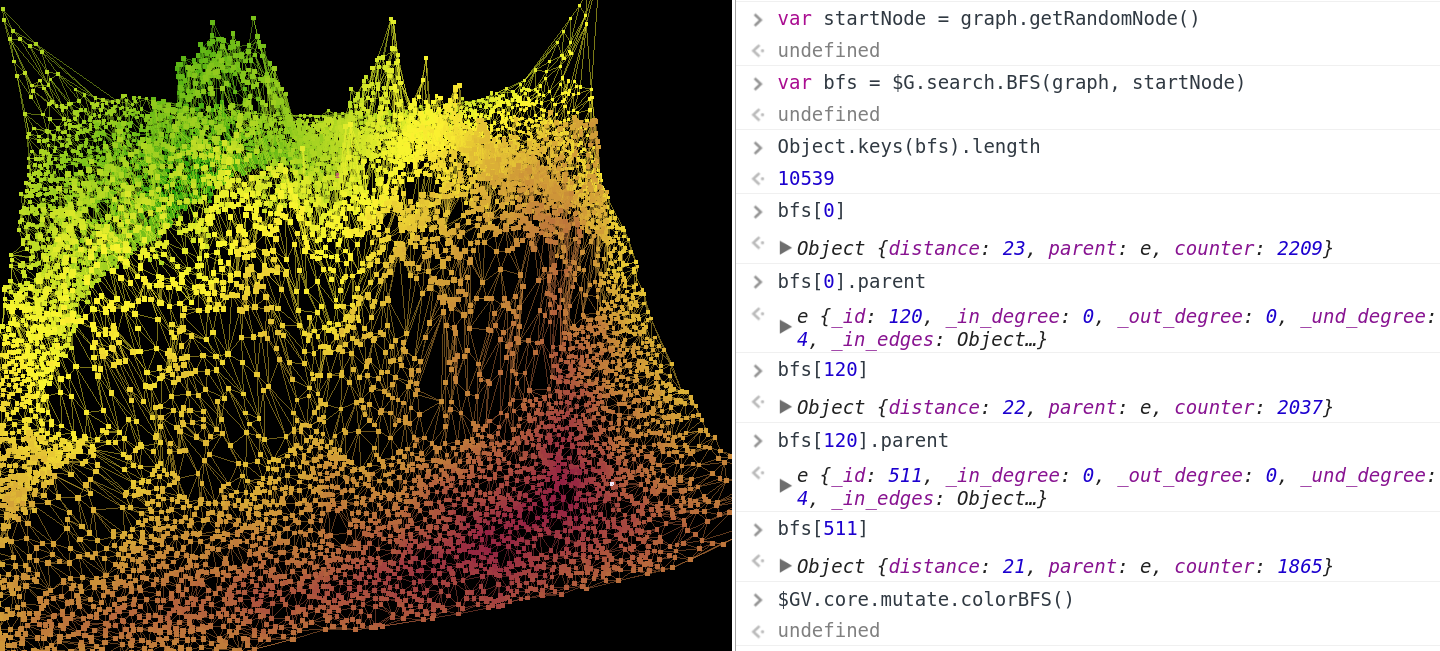 var startNode = graph.getRandomNode()
undefined
var bfs = $G.search.BFS(graph, startNode)
undefined
Object.keys(bfs).length
10539
bfs[0]
Object {distance: 23, parent: e, counter: 2209}
bfs[0].parent
e {_id: 120, _in_degree: 0, _out_degree: 0, _und_degree:
4, _in_edges: Object…}
bfs[120]
Object {distance: 22, parent: e, counter: 2037}
bfs[120].parent
e {_id: 511, _in_degree: 0, _out_degree: 0, _und_degree:
4, _in_edges: Object…}
bfs[511]
Object {distance: 21, parent: e, counter: 1865}
$GV.core.mutate.colorBFS()
undefined